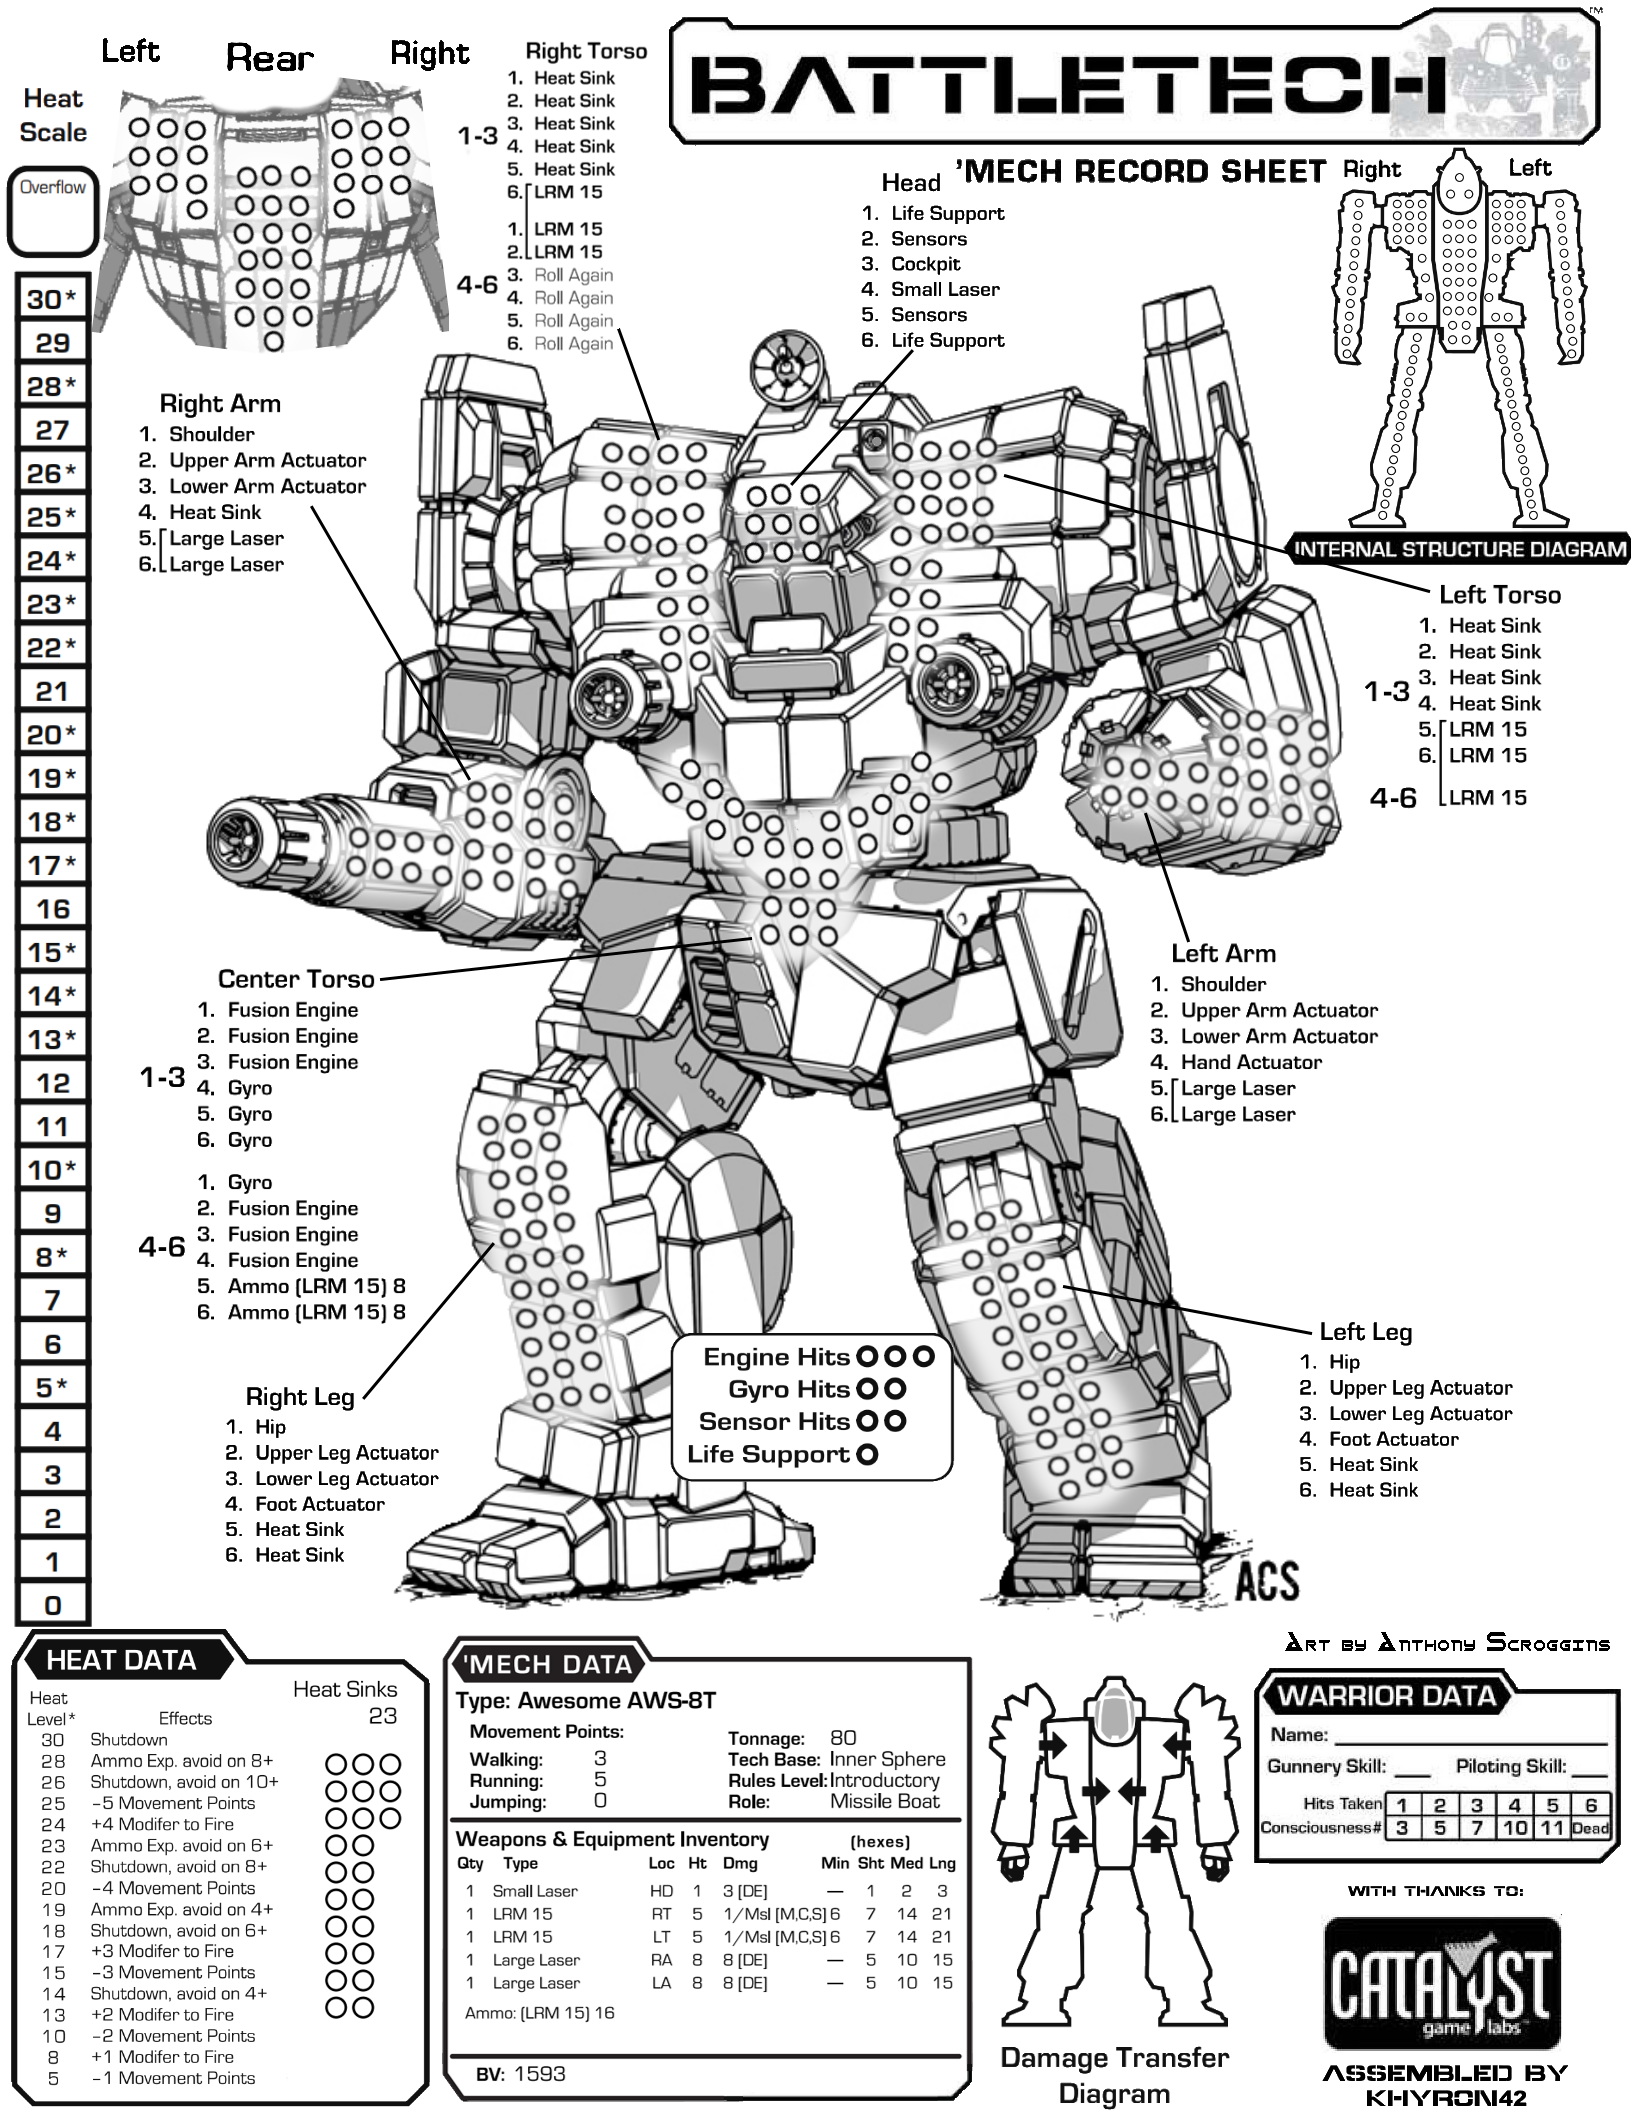 BATTLETECH
TM
'MECH RECORD SHEET
Left
Rear
Right
Heat
Scale
Overflow
30*
29
28*
27
26*
25*
24*
23*
22*
21
20*
19*
18*
17*
16
15*
14*
13*
12
11
10*
9
8*
7
6
5*
4
3
2
1
0
Right Torso
1. Heat Sink
2. Heat Sink
1-3
3. Heat Sink
4. Heat Sink
5. Heat Sink
6. LRM 15
1. LRM 15
2. LRM 15
4-6
3. Roll Again
4. Roll Again
5. Roll Again
6. Roll Again
Head
1. Life Support
2. Sensors
3. Cockpit
4. Small Laser
5. Sensors
6. Life Support
Right
Left
INTERNAL STRUCTURE DIAGRAM
Right Arm
1. Shoulder
2. Upper Arm Actuator
3. Lower Arm Actuator
4. Heat Sink
5. Large Laser
6. Large Laser
Left Torso
1. Heat Sink
2. Heat Sink
1-3
3. Heat Sink
4. Heat Sink
5. LRM 15
6. LRM 15
4-6
LRM 15
Left Arm
1. Shoulder
2. Upper Arm Actuator
3. Lower Arm Actuator
4. Hand Actuator
5. Large Laser
6. Large Laser
Center Torso
1. Fusion Engine
2. Fusion Engine
3. Fusion Engine
1-3
4. Gyro
5. Gyro
6. Gyro
1. Gyro
2. Fusion Engine
4-6
3. Fusion Engine
4. Fusion Engine
5. Ammo (LRM 15) 8
6. Ammo (LRM 15) 8
Engine Hits
Gyro Hits
Sensor Hits
Life Support
Right Leg
1. Hip
2. Upper Leg Actuator
3. Lower Leg Actuator
4. Foot Actuator
5. Heat Sink
6. Heat Sink
Left Leg
1. Hip
2. Upper Leg Actuator
3. Lower Leg Actuator
4. Foot Actuator
5. Heat Sink
6. Heat Sink
ACS
Art by Anthony Scroggins
HEAT DATA
Heat Sinks
23
Heat
Level* Effects
30 Shutdown
28 Ammo Exp. avoid on 8+
26 Shutdown, avoid on 10+
25 -5 Movement Points
24 +4 Modifer to Fire
23 Ammo Exp. avoid on 6+
22 Shutdown, avoid on 8+
20 -4 Movement Points
19 Ammo Exp. avoid on 4+
18 Shutdown, avoid on 6+
17 +3 Modifer to Fire
15 -3 Movement Points
14 Shutdown, avoid on 4+
13 +2 Modifer to Fire
10 -2 Movement Points
8 +1 Modifer to Fire
5 -1 Movement Points
'MECH DATA
Type: Awesome AWS-8T
Movement Points:
Walking: 3
Running: 5
Jumping: 0
Tonnage: 80
Tech Base: Inner Sphere
Rules Level: Introductory
Role: Missile Boat
Weapons & Equipment Inventory (hexes)
Qty Type Loc Ht Dmg Min Sht Med Lng
1 Small Laser HD 1 3 [DE] — 1 2 3
1 LRM 15 RT 5 1/Msl [M,C,S] 6 7 14 21
1 LRM 15 LT 5 1/Msl [M,C,S] 6 7 14 21
1 Large Laser RA 8 8 [DE] — 5 10 15
1 Large Laser LA 8 8 [DE] — 5 10 15
Ammo: (LRM 15) 16
BV: 1593
Damage Transfer
Diagram
WARRIOR DATA
Name:
Gunnery Skill: Piloting Skill:
Hits Taken 1 2 3 4 5 6
Consciousness# 3 5 7 10 11 Dead
WITH THANKS TO:
CATALYST
game labs
ASSEMBLED BY
KHYRON42